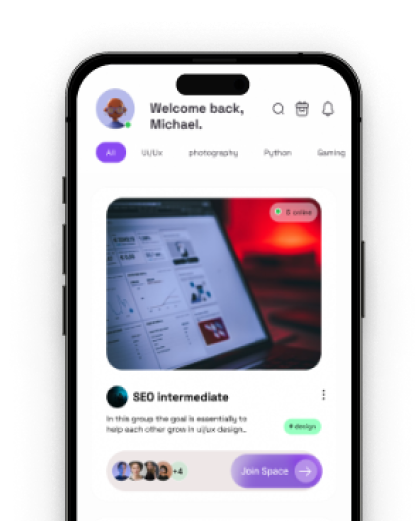 Welcome back,
Michael.
All Ui/Ux photography Python Gaming
5 online
SEO intermediate
In this group the goal is essentially to
help each other grow in ui/ux design..
# design
+4
Join Space